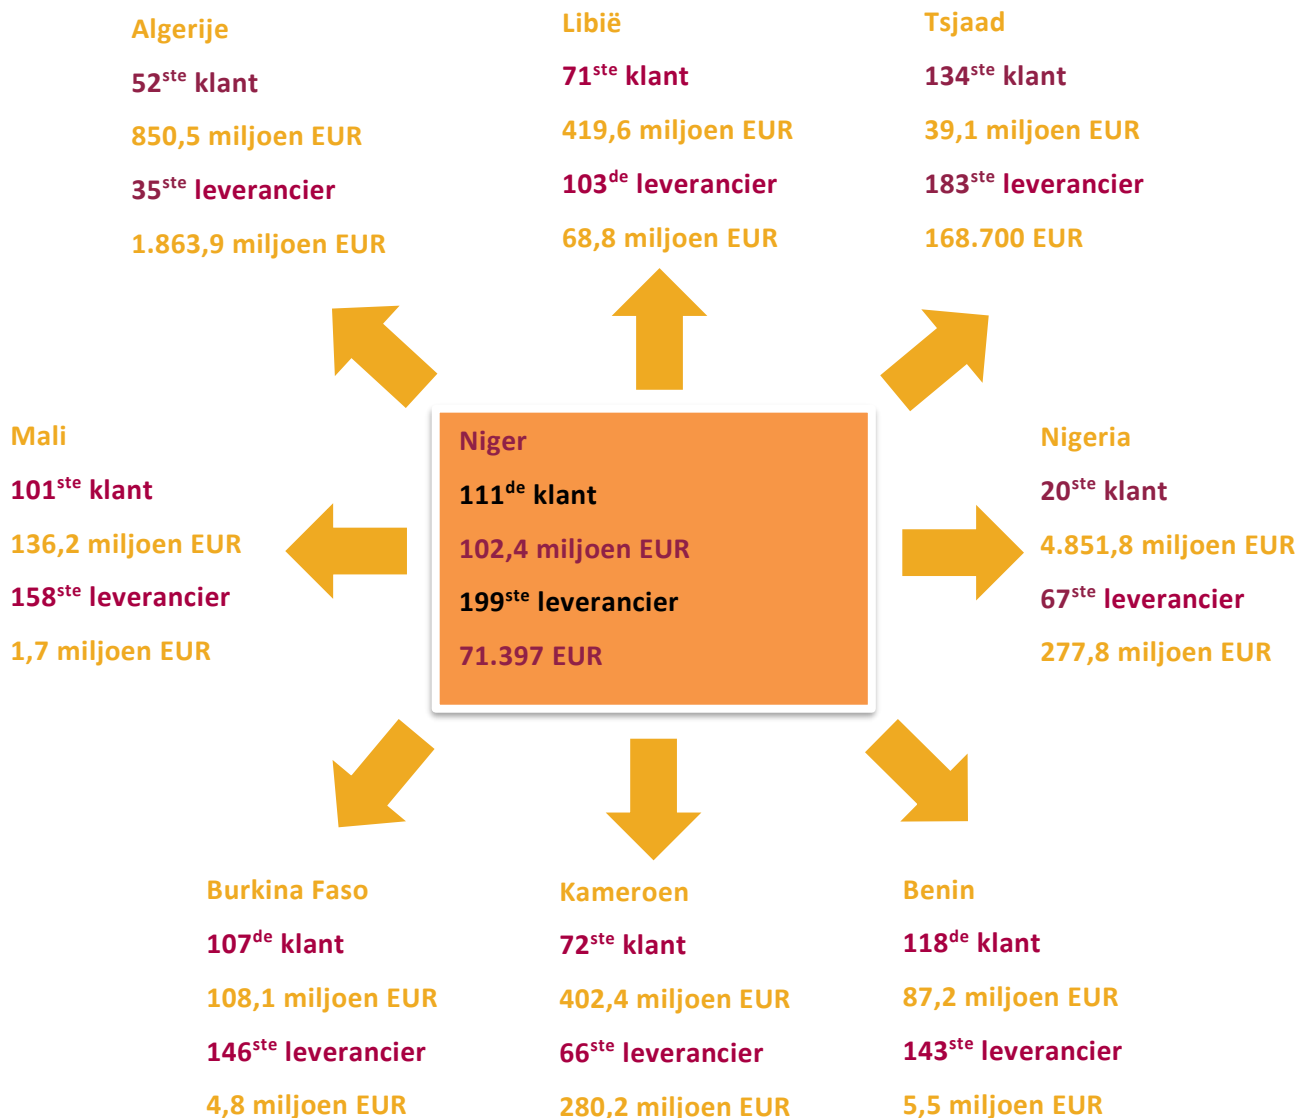 Algerije
52ste klant
850,5 miljoen EUR
35ste leverancier
1.863,9 miljoen EUR
Libië
71ste klant
419,6 miljoen EUR
103de leverancier
68,8 miljoen EUR
Tsjaad
134ste klant
39,1 miljoen EUR
183ste leverancier
168.700 EUR
Mali
101ste klant
136,2 miljoen EUR
158ste leverancier
1,7 miljoen EUR
Niger
111de klant
102,4 miljoen EUR
199ste leverancier
71.397 EUR
Nigeria
20ste klant
4.851,8 miljoen EUR
67ste leverancier
277,8 miljoen EUR
Burkina Faso
107de klant
108,1 miljoen EUR
146ste leverancier
4,8 miljoen EUR
Kameroen
72ste klant
402,4 miljoen EUR
66ste leverancier
280,2 miljoen EUR
Benin
118de klant
87,2 miljoen EUR
143ste leverancier
5,5 miljoen EUR